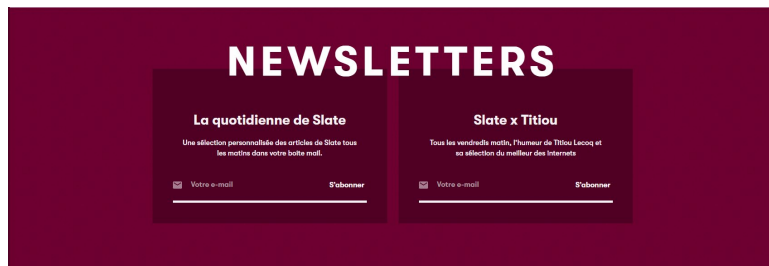 NEWSLETTERS
La quotidienne de Slate
Une sélection personnalisée des articles de Slate tous
les matins dans votre boite mail.
Votre e-mail
S'abonner
Slate x Titiou
Tous les vendredis matin, l'humeur de Titiou Lecoq et
sa sélection du meilleur des internets
Votre e-mail
S'abonner